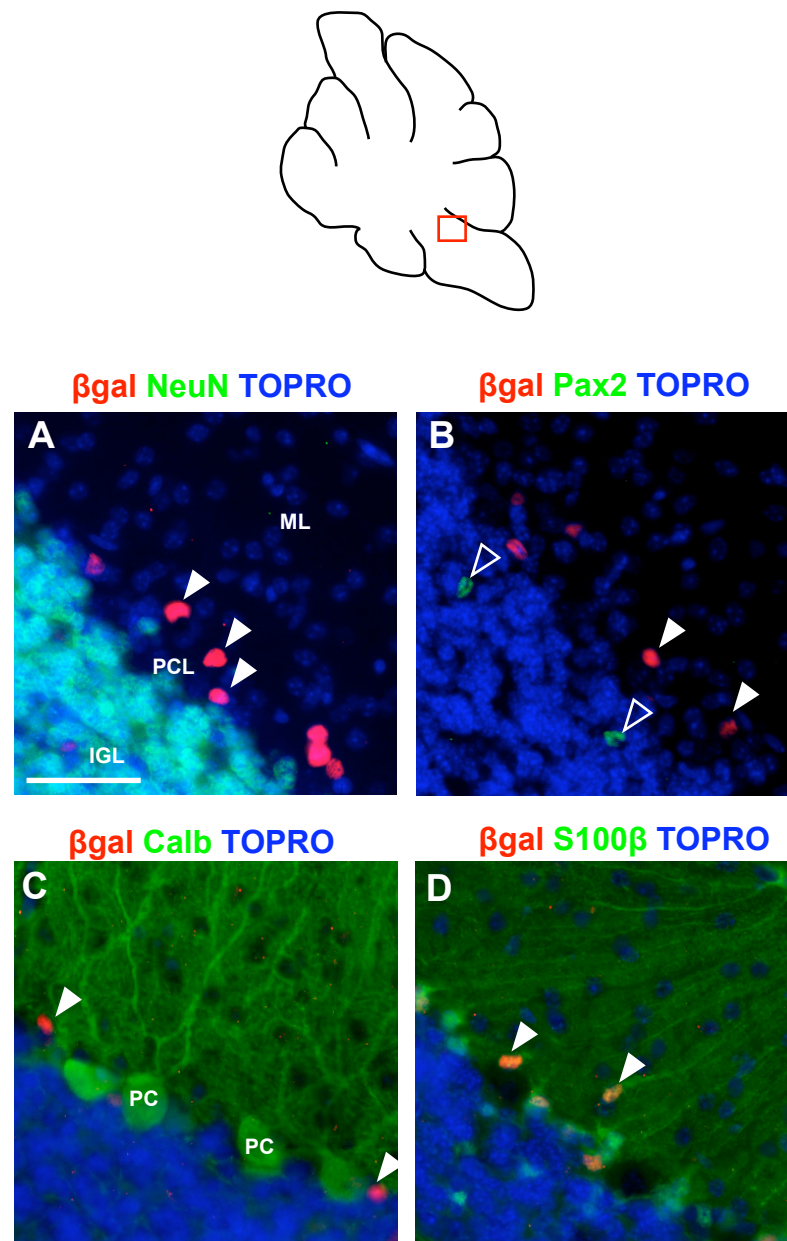 βgal NeuN TOPRO
βgal Pax2 TOPRO
A
ML
PCL
IGL
B
βgal Calb TOPRO
βgal S100β TOPRO
C
PC
PC
D